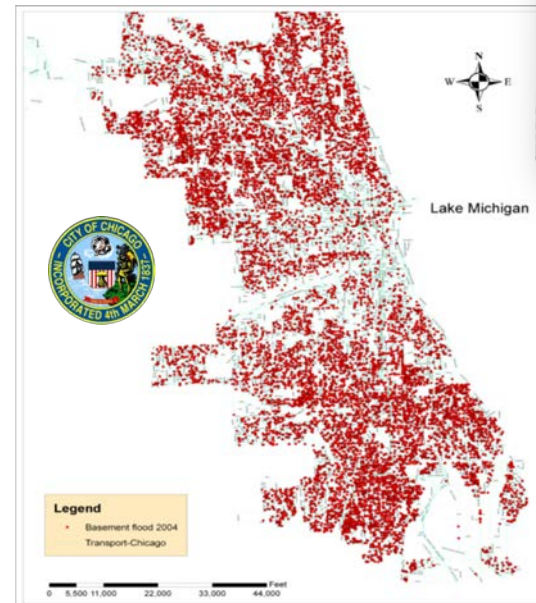 N
W E
S
Lake Michigan
CITY OF CHICAGO
INCORPORATED 4th MARCH 1837
Legend
Basement flood 2004
Transport-Chicago
Feet
0 5,500 11,000 22,000 33,000 44,000